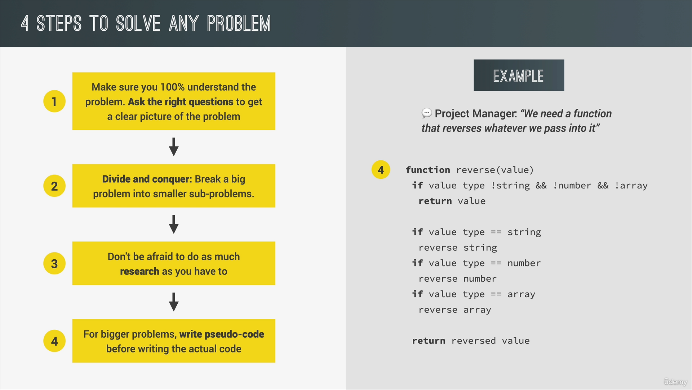 4 STEPS TO SOLVE ANY PROBLEM
1
Make sure you 100% understand the
problem. Ask the right questions to get
a clear picture of the problem
2
Divide and conquer: Break a big
problem into smaller sub-problems.
3
Don't be afraid to do as much
research as you have to
4
For bigger problems, write pseudo-code
before writing the actual code
EXAMPLE
Project Manager: “We need a function
that reverses whatever we pass into it”
4
function reverse(value)
if value type !string && !number && !array
return value
if value type == string
reverse string
if value type == number
reverse number
if value type == array
reverse array
return reversed value
Udemy